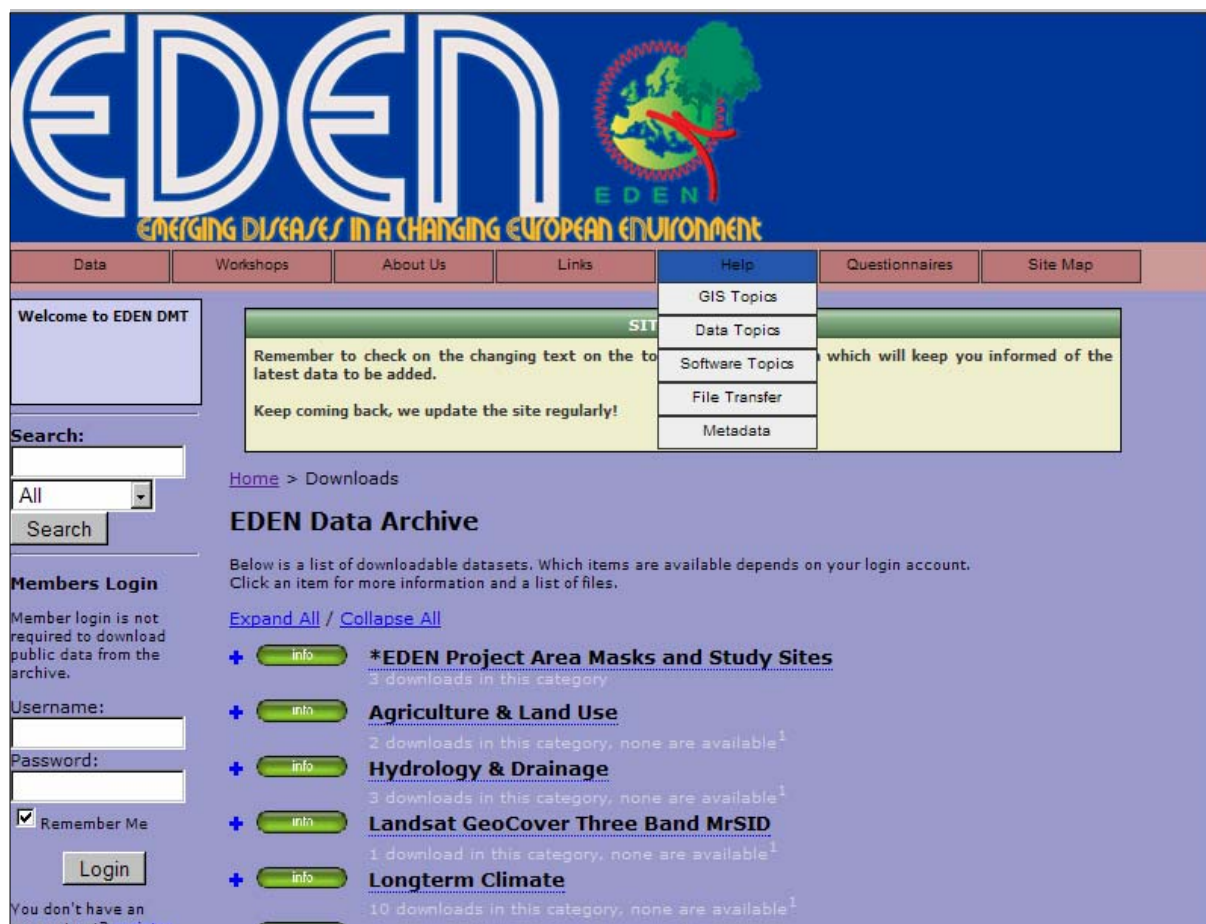 EDEN
EDEN
EMERGING DISEASES IN A CHANGING EUROPEAN ENVIRONMENT
Data
Workshops
About Us
Links
Help
Questionnaires
Site Map
GIS Topics
Data Topics
Software Topics
File Transfer
Metadata
Welcome to EDEN DMT
SIT
Remember to check on the changing text on the to which will keep you informed of the
latest data to be added.
Keep coming back, we update the site regularly!
Search:
All
Search
Members Login
Member login is not
required to download
public data from the
archive.
Username:
Password:
Remember Me
Login
You don't have an
Home > Downloads
EDEN Data Archive
Below is a list of downloadable datasets. Which items are available depends on your login account.
Click an item for more information and a list of files.
Expand All / Collapse All
info *EDEN Project Area Masks and Study Sites
3 downloads in this category
info Agriculture & Land Use
2 downloads in this category, none are available1
info Hydrology & Drainage
3 downloads in this category, none are available1
info Landsat GeoCover Three Band MrSID
1 download in this category, none are available1
info Longterm Climate
10 downloads in this category, none are available1